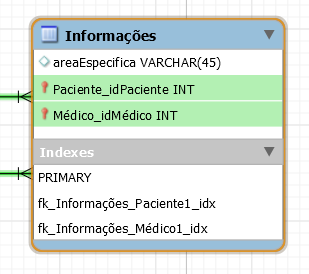 Informações
areaEspecifica VARCHAR(45)
Paciente_idPaciente INT
Médico_idMédico INT
Indexes
PRIMARY
fk_Informações_Paciente1_idx
fk_Informações_Médico1_idx